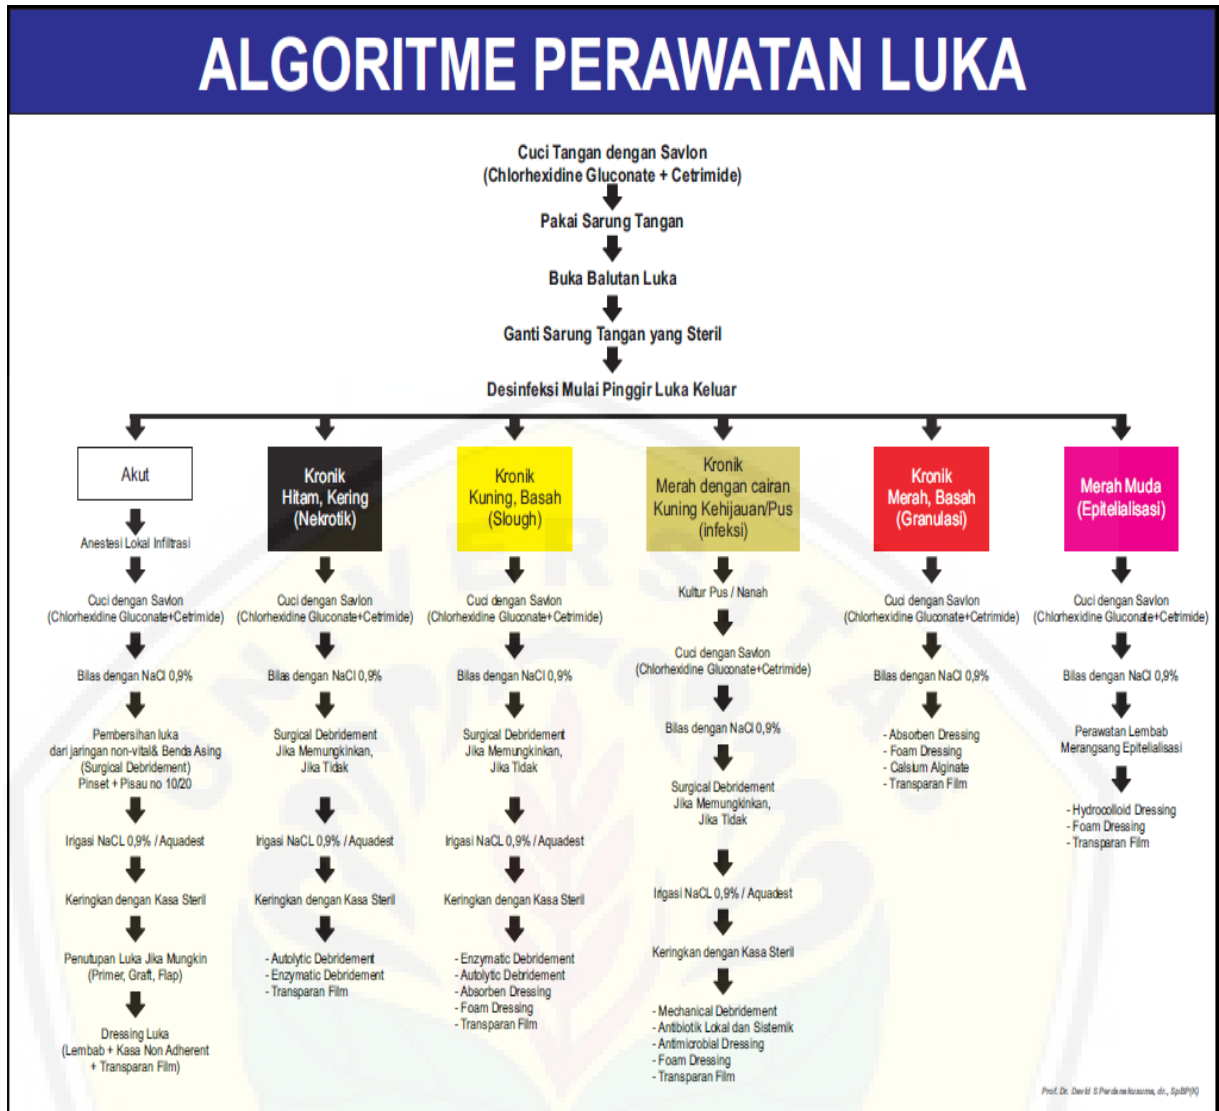 ALGORITME PERAWATAN LUKA
Cuci Tangan dengan Savlon
(Chlorhexidine Gluconate + Cetrimide)
Pakai Sarung Tangan
Buka Balutan Luka
Ganti Sarung Tangan yang Steril
Desinfeksi Mulai Pinggir Luka Keluar
Akut
Anestesi Lokal Infiltrasi
Cuci dengan Savlon
(Chlorhexidine Gluconate+Cetrimide)
Bilas dengan NaCl 0,9%
Pembersihan luka
dari jaringan non-vital& Benda Asing
(Surgical Debridement)
Pinset + Pisau no 10/20
Irigasi NaCL 0,9% / Aquadest
Keringkan dengan Kasa Steril
Penutupan Luka Jika Mungkin
(Primer, Graft, Flap)
Dressing Luka
(Lembab + Kasa Non Adherent
+ Transparan Film)
Kronik
Hitam, Kering
(Nekrotik)
Cuci dengan Savlon
(Chlorhexidine Gluconate+Cetrimide)
Bilas dengan NaCl 0,9%
Surgical Debridement
Jika Memungkinkan,
Jika Tidak
Irigasi NaCL 0,9% / Aquadest
Keringkan dengan Kasa Steril
- Autolytic Debridement
- Enzymatic Debridement
- Transparan Film
Kronik
Kuning, Basah
(Slough)
Cuci dengan Savlon
(Chlorhexidine Gluconate+Cetrimide)
Bilas dengan NaCl 0,9%
Surgical Debridement
Jika Memungkinkan,
Jika Tidak
Irigasi NaCL 0,9% / Aquadest
Keringkan dengan Kasa Steril
- Enzymatic Debridement
- Autolytic Debridement
- Absorben Dressing
- Foam Dressing
- Transparan Film
Kronik
Merah dengan cairan
Kuning Kehijauan/Pus
(infeksi)
Kultur Pus / Nanah
Cuci dengan Savlon
(Chlorhexidine Gluconate+Cetrimide)
Bilas dengan NaCl 0,9%
Surgical Debridement
Jika Memungkinkan,
Jika Tidak
Irigasi NaCL 0,9% / Aquadest
Keringkan dengan Kasa Steril
- Mechanical Debridement
- Antibiotik Lokal dan Sistemik
- Antimicrobial Dressing
- Foam Dressing
- Transparan Film
Kronik
Merah, Basah
(Granulasi)
Cuci dengan Savlon
(Chlorhexidine Gluconate+Cetrimide)
Bilas dengan NaCl 0,9%
- Absorben Dressing
- Foam Dressing
- Calsium Alginate
- Transparan Film
Merah Muda
(Epitelialisasi)
Cuci dengan Savlon
(Chlorhexidine Gluconate+Cetrimide)
Bilas dengan NaCl 0,9%
Perawatan Lembab
Merangsang Epitelialisasi
- Hydrocolloid Dressing
- Foam Dressing
- Transparan Film
Prof. Dr. David S Perdanakusuma, dr., SpBP(K)